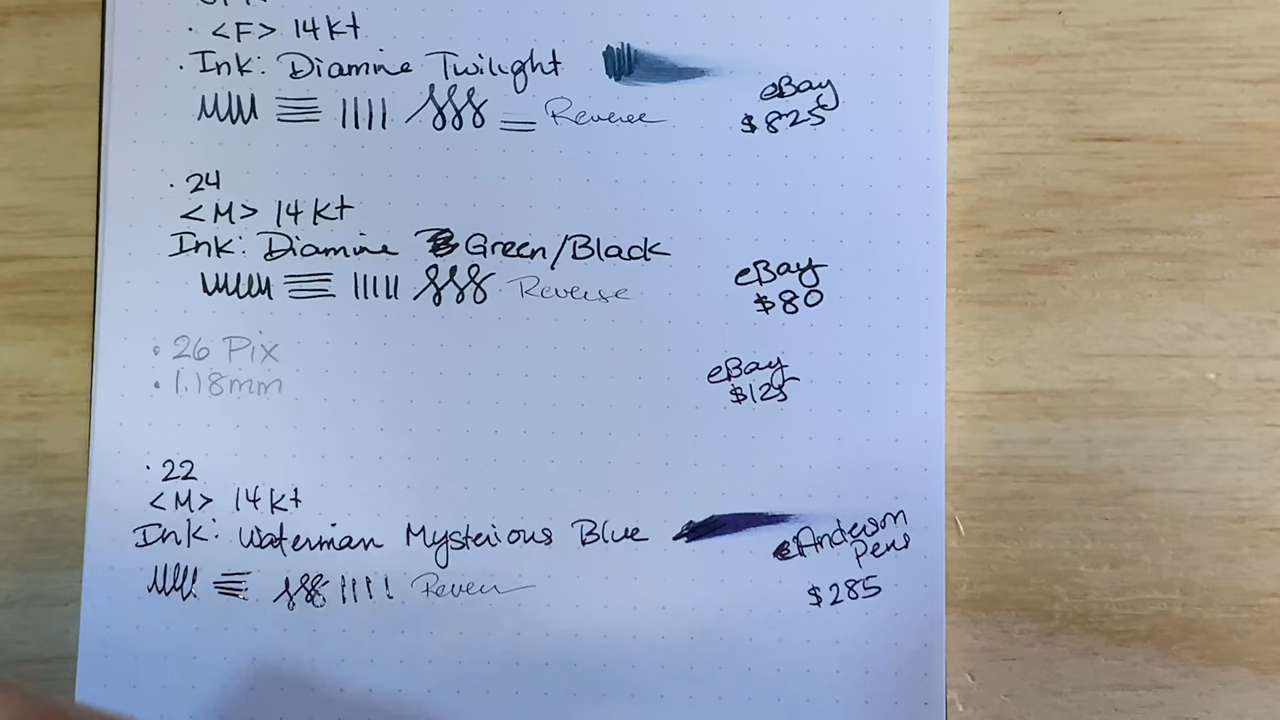 · <F> 14kt
· Ink: Diamine Twilight
Reverse
eBay
$825
· 24
<M> 14kt
Ink: Diamine Green/Black
Reverse
eBay
$80
• 26 Pix
• 1.18mm
eBay
$125
· 22
<M> 14kt
Ink: Waterman Mysterious Blue
Anderson
Pens
$285